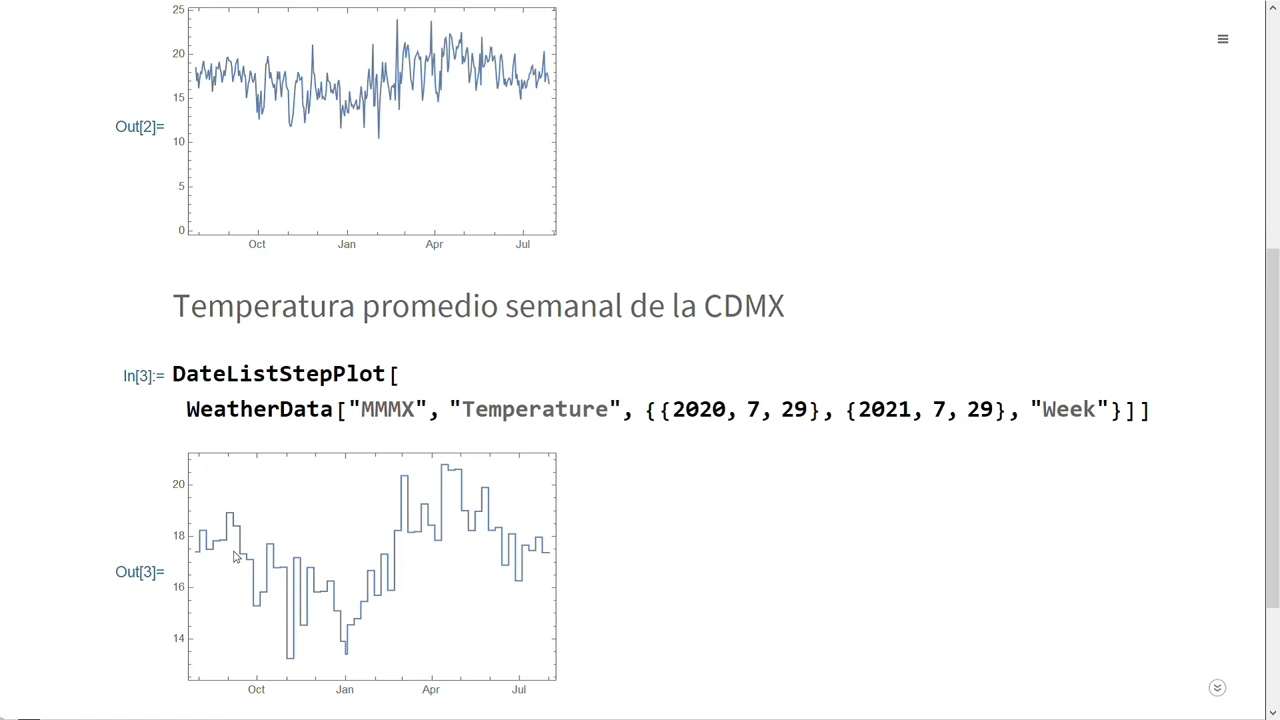 25
20
15
10
5
0
Out[2]=
Oct Jan Apr Jul
Temperatura promedio semanal de la CDMX
In[3]:= DateListStepPlot[
WeatherData["MMMX", "Temperature", {{2020, 7, 29}, {2021, 7, 29}, "Week"}]]
20
18
16
14
Out[3]=
Oct Jan Apr Jul